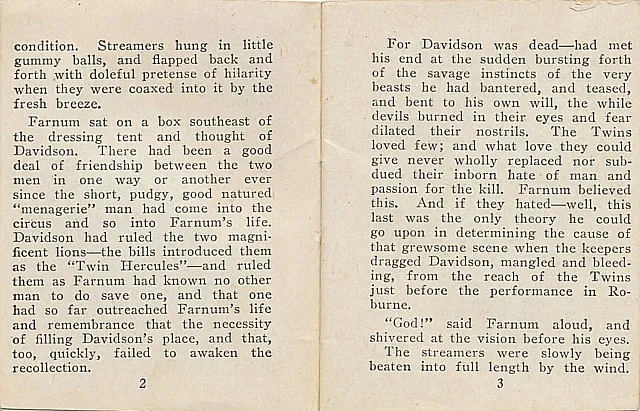 condition. Streamers hung in little
gummy balls, and flapped back and
forth with doleful pretense of hilarity
when they were coaxed into it by the
fresh breeze.
Farnum sat on a box southeast of
the dressing tent and thought of
Davidson. There had been a good
deal of friendship between the two
men in one way or another ever
since the short, pudgy, good natured
“menagerie” man had come into the
circus and so into Farnum's life.
Davidson had ruled the two magni-
ficent lions—the bills introduced them
as the “Twin Hercules”—and ruled
them as Farnum had known no other
man to do save one, and that one
had so far outreached Farnum's life
and remembrance that the necessity
of filling Davidson's place, and that,
too, quickly, failed to awaken the
recollection.
2
For Davidson was dead—had met
his end at the sudden bursting forth
of the savage instincts of the very
beasts he had bantered, and teased,
and bent to his own will, the while
devils burned in their eyes and fear
dilated their nostrils. The Twins
loved few; and what love they could
give never wholly replaced nor sub-
dued their inborn hate of man and
passion for the kill. Farnum believed
this. And if they hated—well, this
last was the only theory he could
go upon in determining the cause of
that grewsome scene when the keepers
dragged Davidson, mangled and bleed-
ing, from the reach of the Twins
just before the performance in Ro-
burne.
“God!” said Farnum aloud, and
shivered at the vision before his eyes.
The streamers were slowly being
beaten into full length by the wind.
3